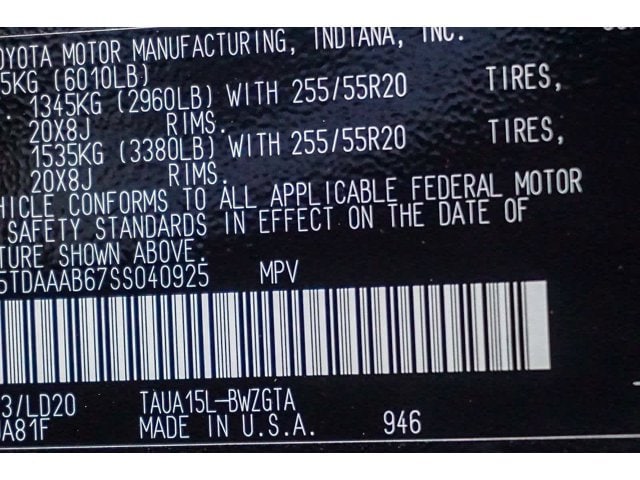 OYOTA MOTOR MANUFACTURING, INDIANA, INC.
5KG (6010LB)
1345KG (2960LB) WITH 255/55R20 TIRES,
20X8J RIMS.
1535KG (3380LB) WITH 255/55R20 TIRES,
20X8J RIMS.
HICLE CONFORMS TO ALL APPLICABLE FEDERAL MOTOR
SAFETY STANDARDS IN EFFECT ON THE DATE OF
TURE SHOWN ABOVE.
5TDAAAB67SS040925 MPV
3/LD20 TAUA15L-BWZGTA
A81F MADE IN U.S.A. 946